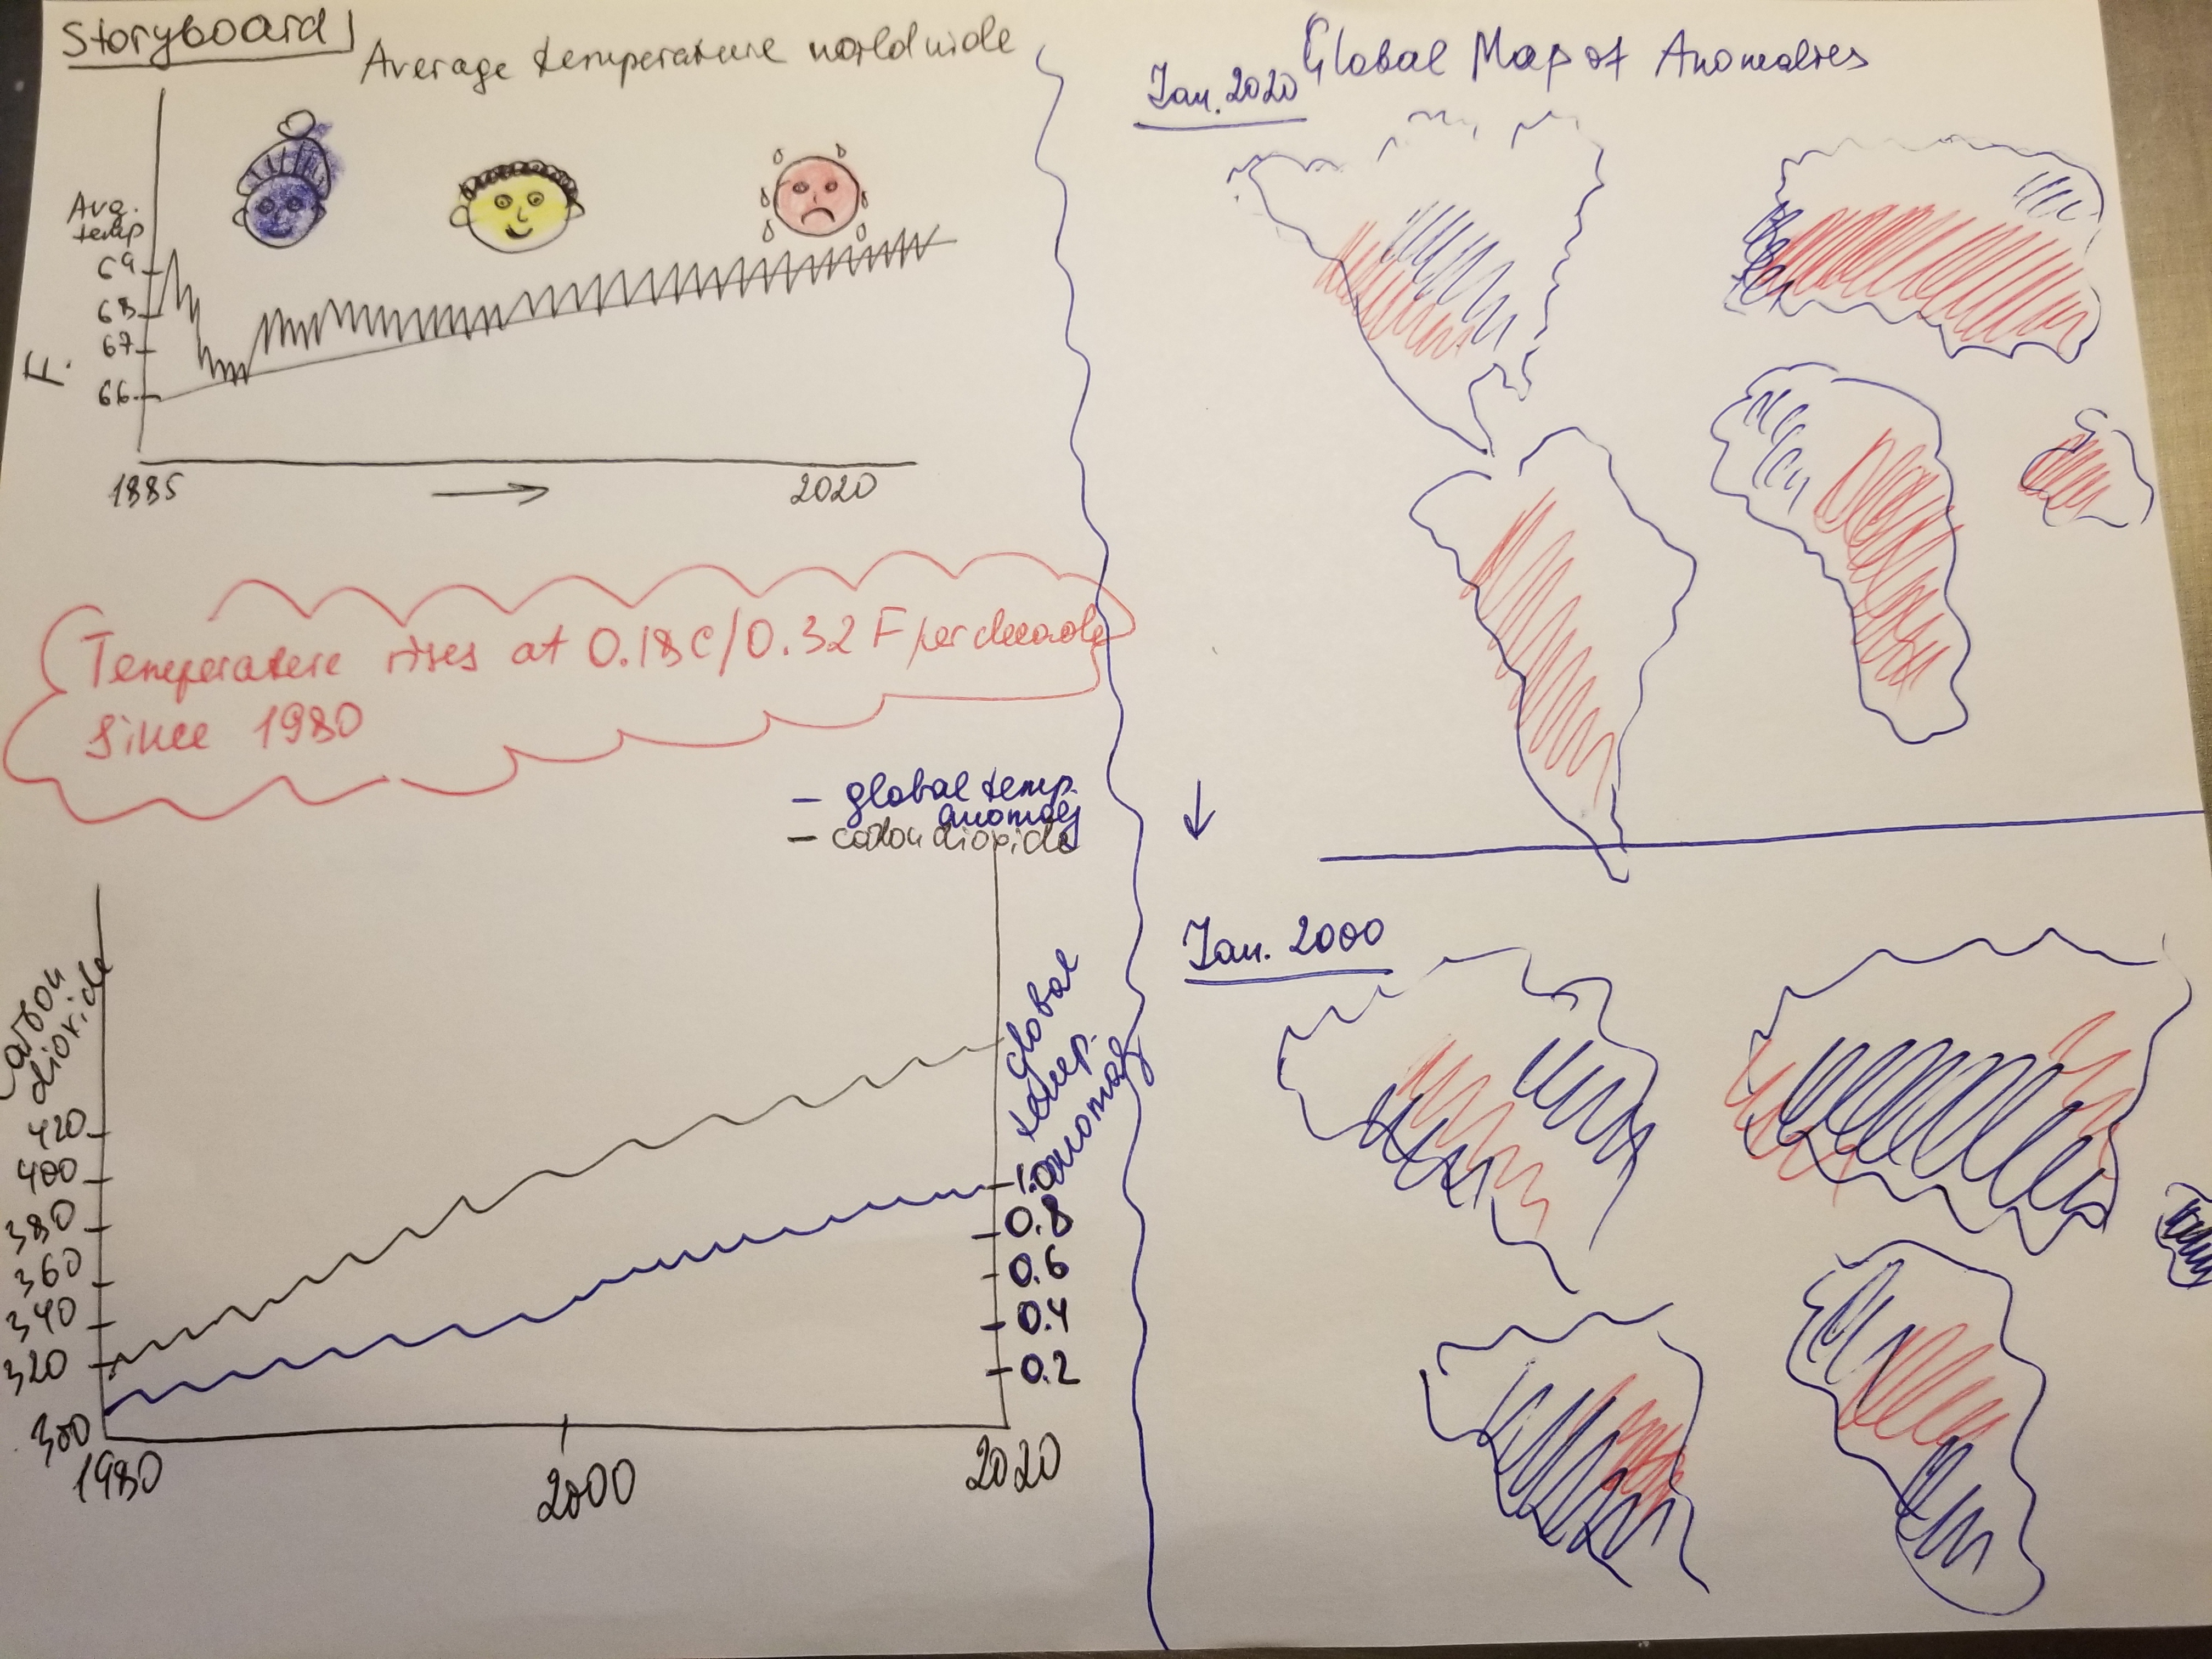 Storyboard
Average temperature worldwide
Avg.
temp
69
68
67
66
F.
1885
2020
Temperature rises at 0.18C/0.32F per decade
Since 1980
global temp.
anomalies
carbon dioxide
Carbon
dioxide
420
400
380
360
340
320
300
1980
2000
2020
global
temp.
anomaly
1.0
0.8
0.6
0.4
0.2
Global Map of Anomalies
Jan. 2020
Jan. 2000